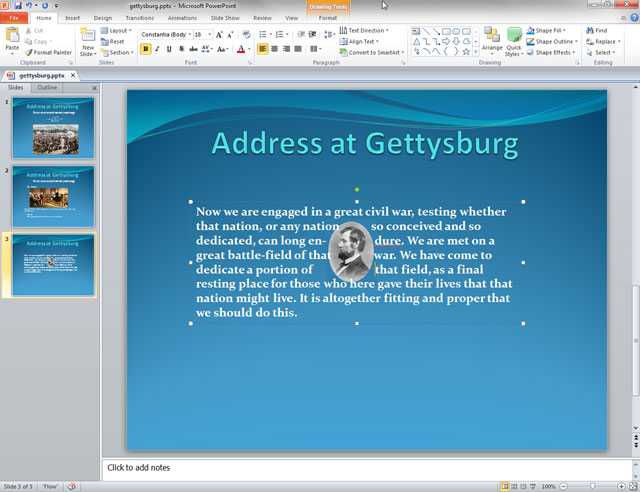 gettysburg.pptx - Microsoft PowerPoint
Drawing Tools
File Home Insert Design Transitions Animations Slide Show Review View Format
Paste
Cut
Copy
Format Painter
Clipboard
New Slide
Layout
Reset
Section
Slides
Constantia (Body) 18
B I U S abc AV Aa A
Font
Paragraph
Text Direction
Align Text
Convert to SmartArt
Arrange
Quick Styles
Shape Fill
Shape Outline
Shape Effects
Drawing
Find
Replace
Select
Editing
gettysburg.pptx
Slides Outline
1
Address at Gettysburg
2
Address at Gettysburg
3
Address at Gettysburg
Address at Gettysburg
Now we are engaged in a great civil war, testing whether
that nation, or any nation so conceived and so
dedicated, can long en- dure. We are met on a
great battle-field of that war. We have come to
dedicate a portion of that field, as a final
resting place for those who here gave their lives that that
nation might live. It is altogether fitting and proper that
we should do this.
Click to add notes
Slide 3 of 3 "Flow" 100%